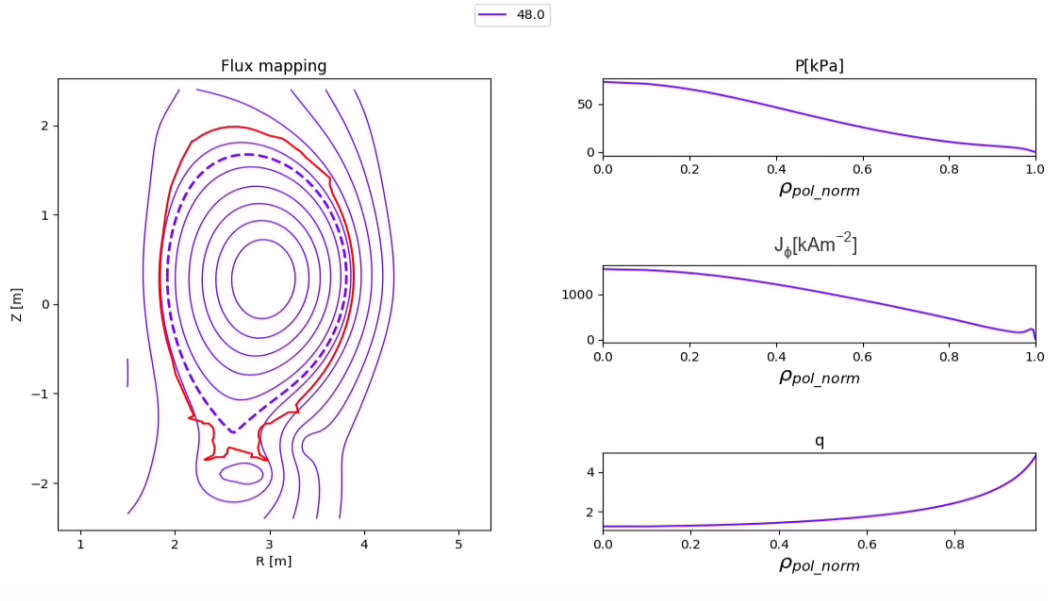 48.0
Flux mapping
2
1
0
−1
−2
Z [m]
1 2 3 4 5
R [m]
P[kPa]
50
0
0.0 0.2 0.4 0.6 0.8 1.0
ρpol_norm
Jϕ[kAm−2]
1000
0
0.0 0.2 0.4 0.6 0.8 1.0
ρpol_norm
q
4
2
0.0 0.2 0.4 0.6 0.8
ρpol_norm